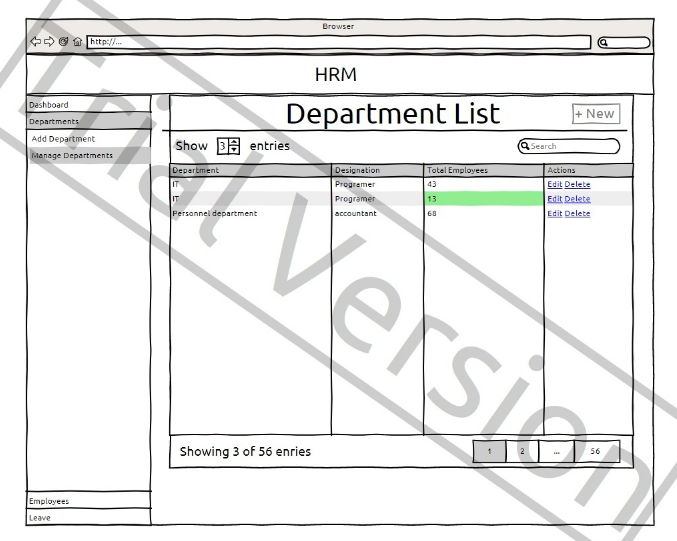 Browser
http://...
HRM
Dashboard
Departments
Add Department
Manage Departments
Employees
Leave
Department List
+ New
Show 3 entries
Search
Department Designation Total Employees Actions
IT Programer 43 Edit Delete
IT Programer 13 Edit Delete
Personnel department accountant 68 Edit Delete
Showing 3 of 56 enries
1 2 ... 56
Trial Version